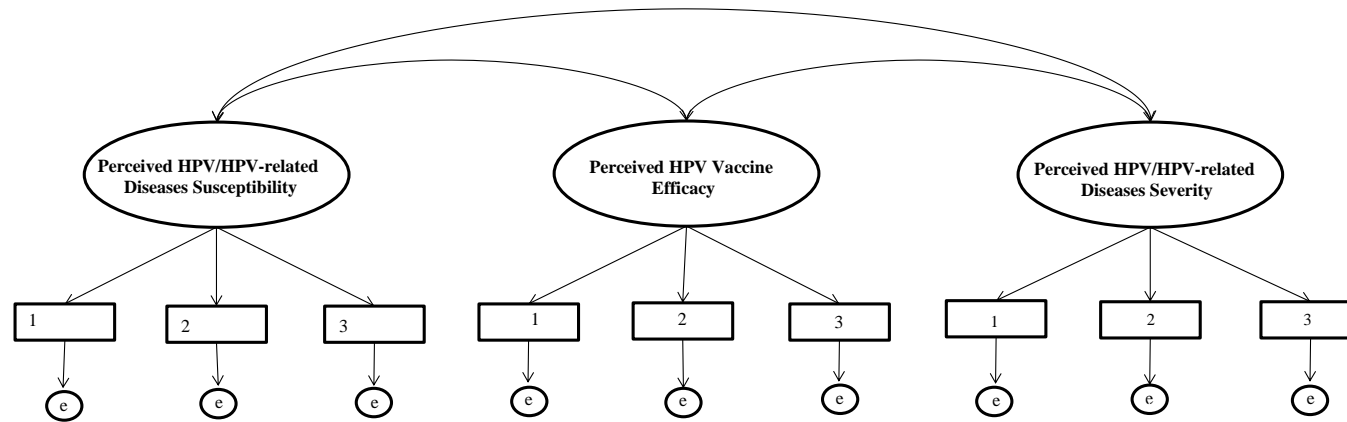 Perceived HPV/HPV-related
Diseases Susceptibility
Perceived HPV Vaccine
Efficacy
Perceived HPV/HPV-related
Diseases Severity
1
2
3
1
2
3
1
2
3
e
e
e
e
e
e
e
e
e